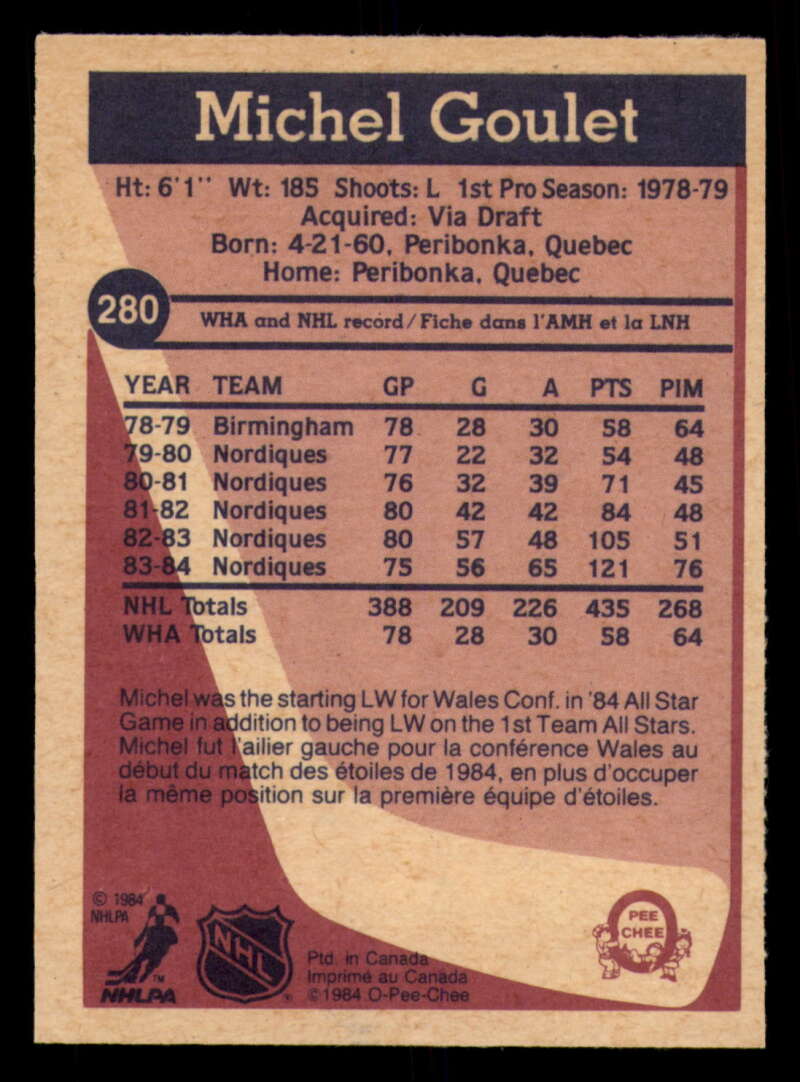 Michel Goulet
Ht: 6'1" Wt: 185 Shoots: L 1st Pro Season: 1978-79
Acquired: Via Draft
Born: 4-21-60, Peribonka, Quebec
Home: Peribonka, Quebec
280
WHA and NHL record/Fiche dans l'AMH et la LNH
YEAR TEAM GP G A PTS PIM
78-79 Birmingham 78 28 30 58 64
79-80 Nordiques 77 22 32 54 48
80-81 Nordiques 76 32 39 71 45
81-82 Nordiques 80 42 42 84 48
82-83 Nordiques 80 57 48 105 51
83-84 Nordiques 75 56 65 121 76
NHL Totals 388 209 226 435 268
WHA Totals 78 28 30 58 64
Michel was the starting LW for Wales Conf. in '84 All Star
Game in addition to being LW on the 1st Team All Stars.
Michel fut l'ailier gauche pour la conférence Wales au
début du match des étoiles de 1984, en plus d'occuper
la même position sur la première équipe d'étoiles.
© 1984
NHLPA
NHLPA
TM
NHL
®
Ptd. in Canada
Imprimé au Canada
©1984 O-Pee-Chee
PEE
CHEE